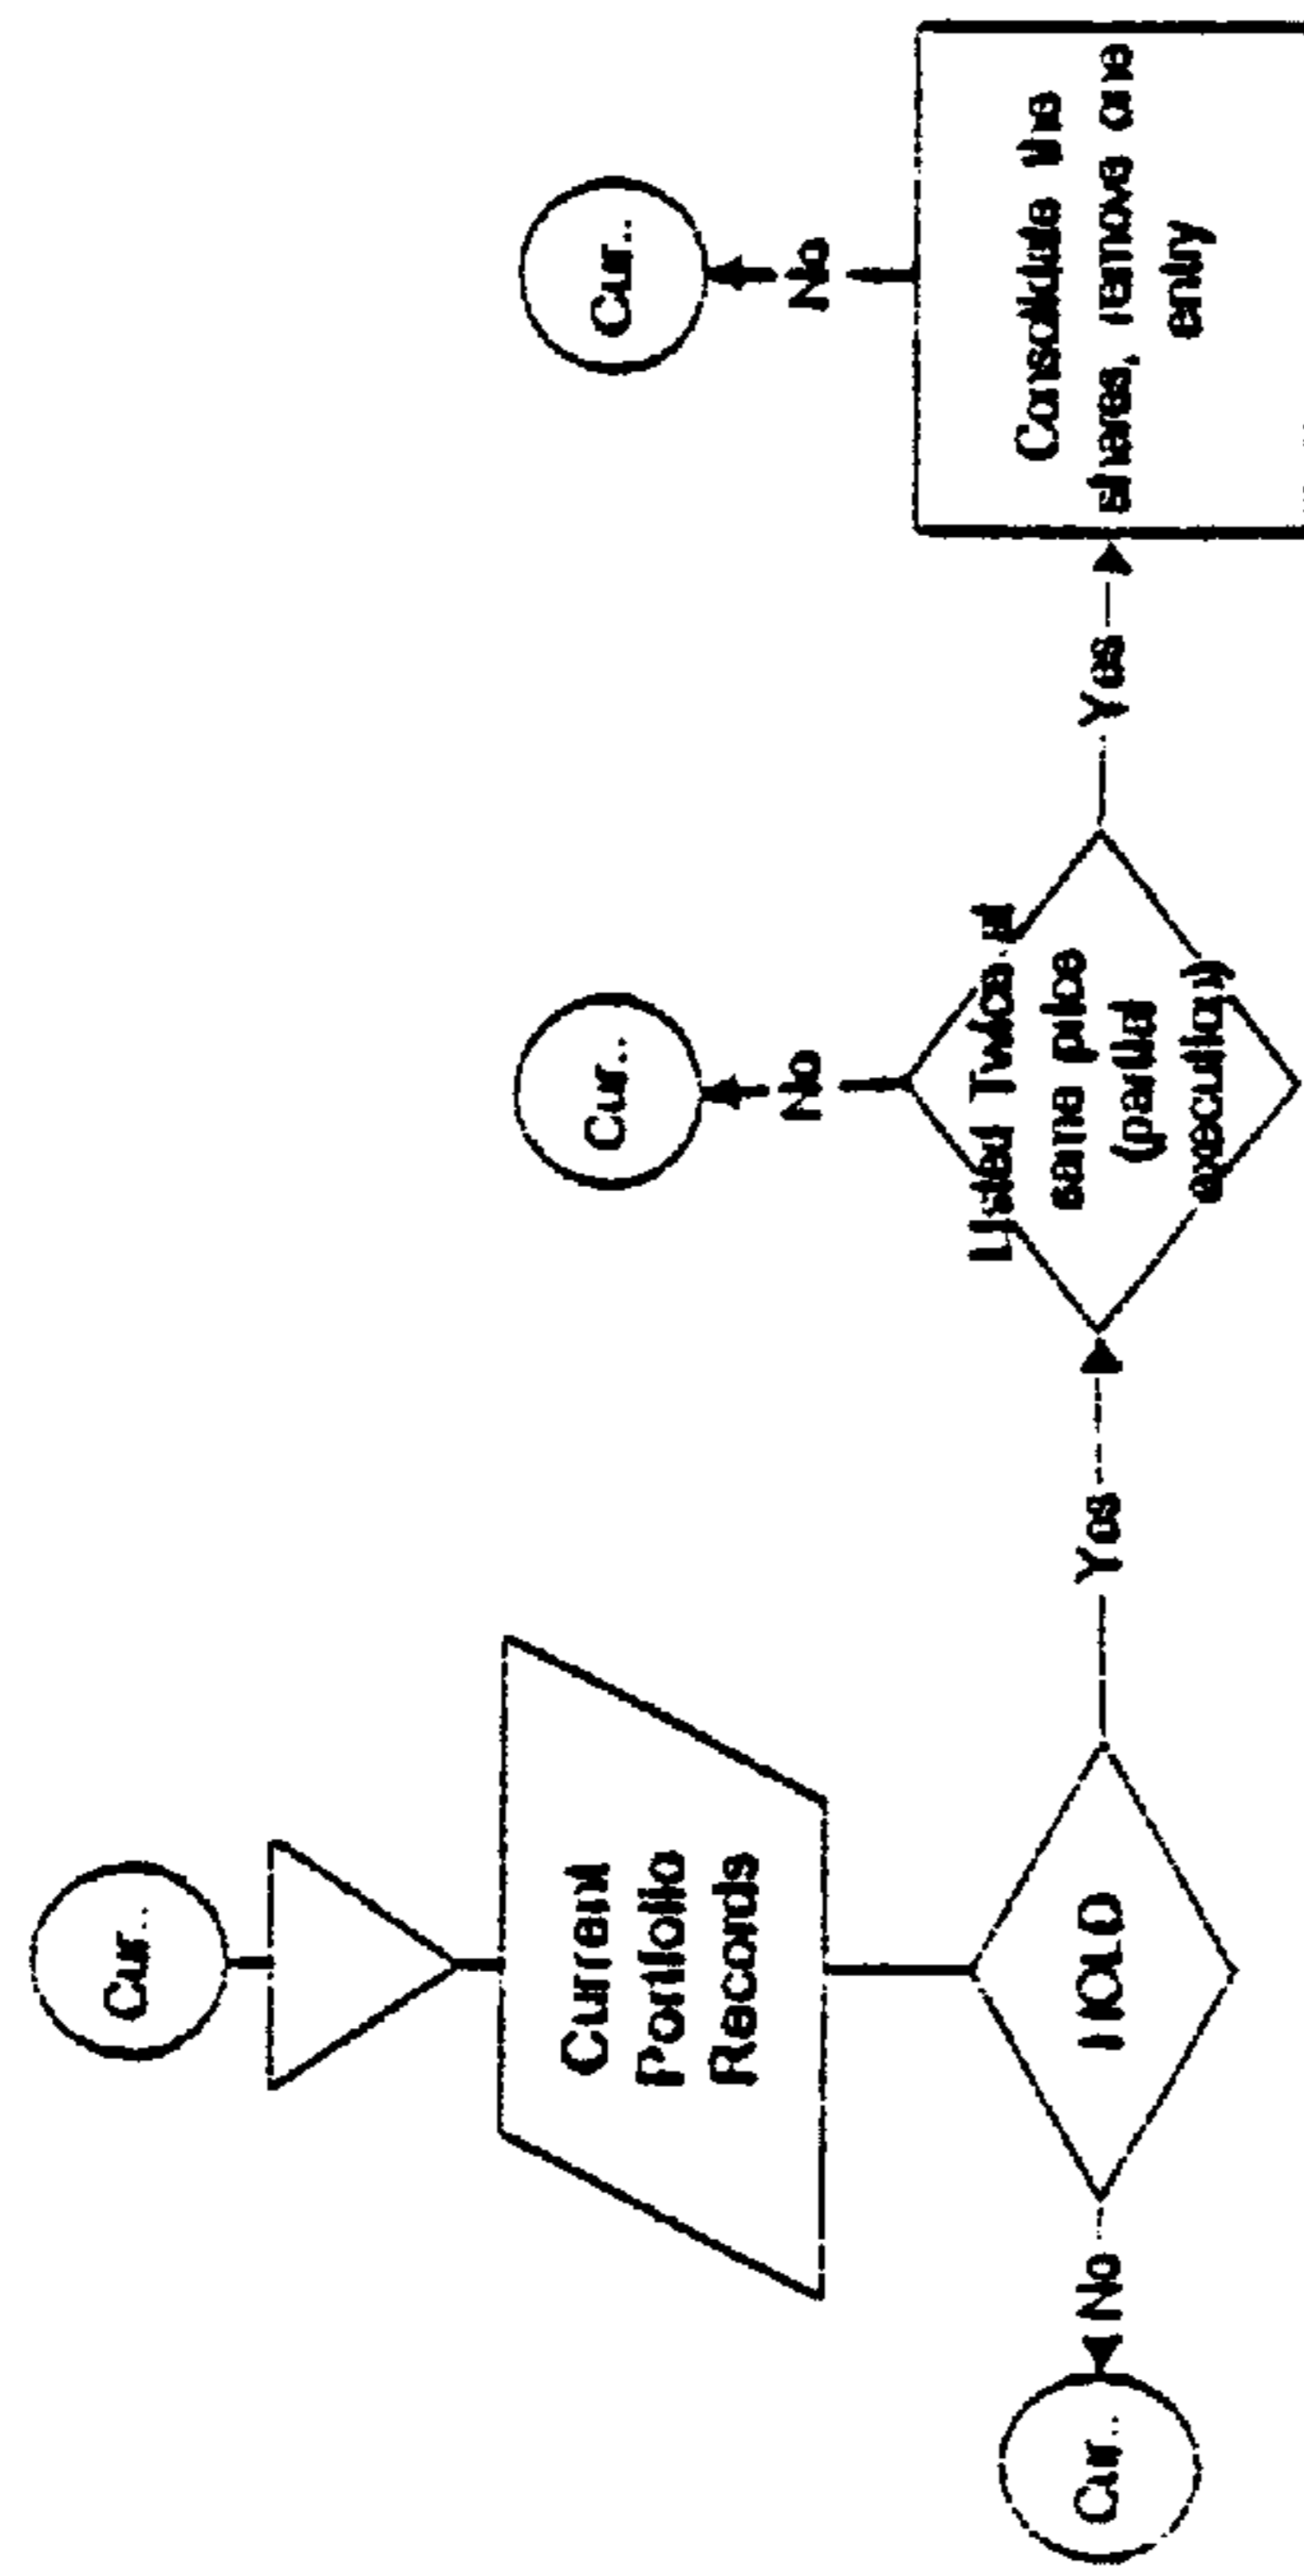 Cur..
Current
Portfolio
Records
HOLD
No
Cur..
Yes
Listed Twice at
same price
(partial
execution)
No
Cur..
Yes
Consolidate the
shares, remove one
entry
No
Cur..